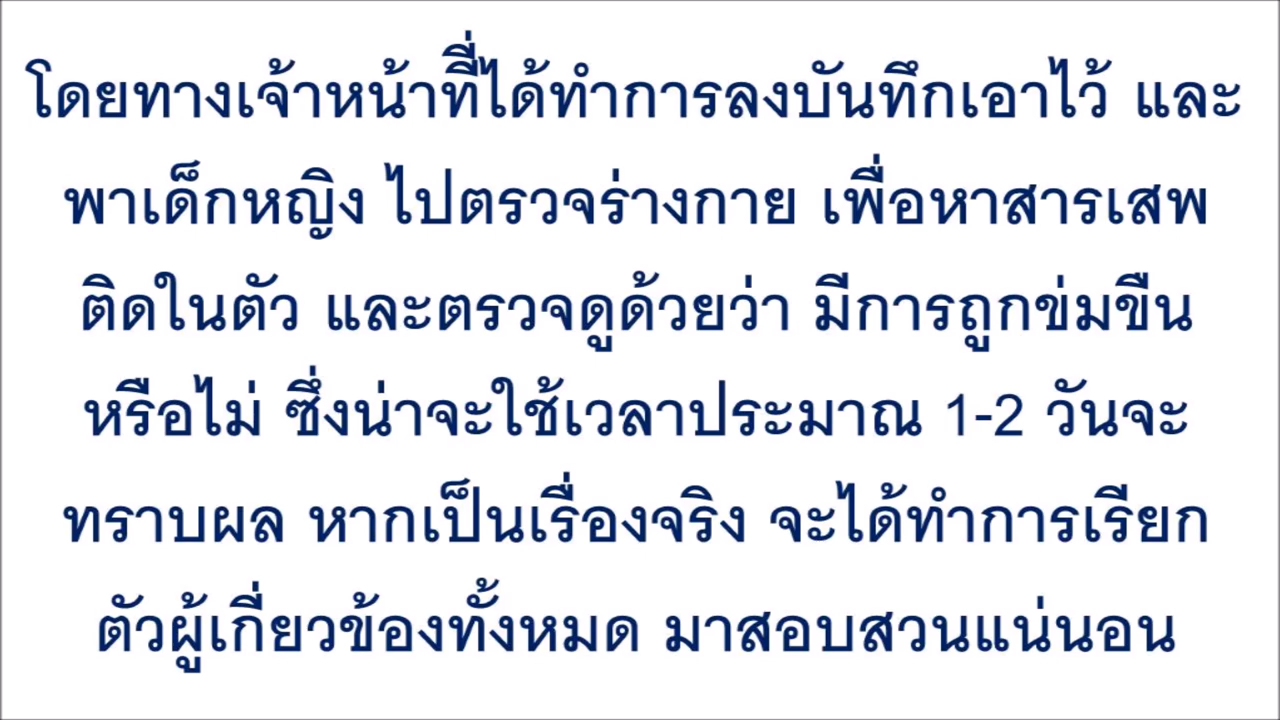 โดยทางเจ้าหน้าที่ได้ทำการลงบันทึกเอาไว้ และ
พาเด็กหญิง ไปตรวจร่างกาย เพื่อหาสารเสพ
ติดในตัว และตรวจดูด้วยว่า มีการถูกข่มขืน
หรือไม่ ซึ่งน่าจะใช้เวลาประมาณ 1-2 วันจะ
ทราบผล หากเป็นเรื่องจริง จะได้ทำการเรียก
ตัวผู้เกี่ยวข้องทั้งหมด มาสอบสวนแน่นอน